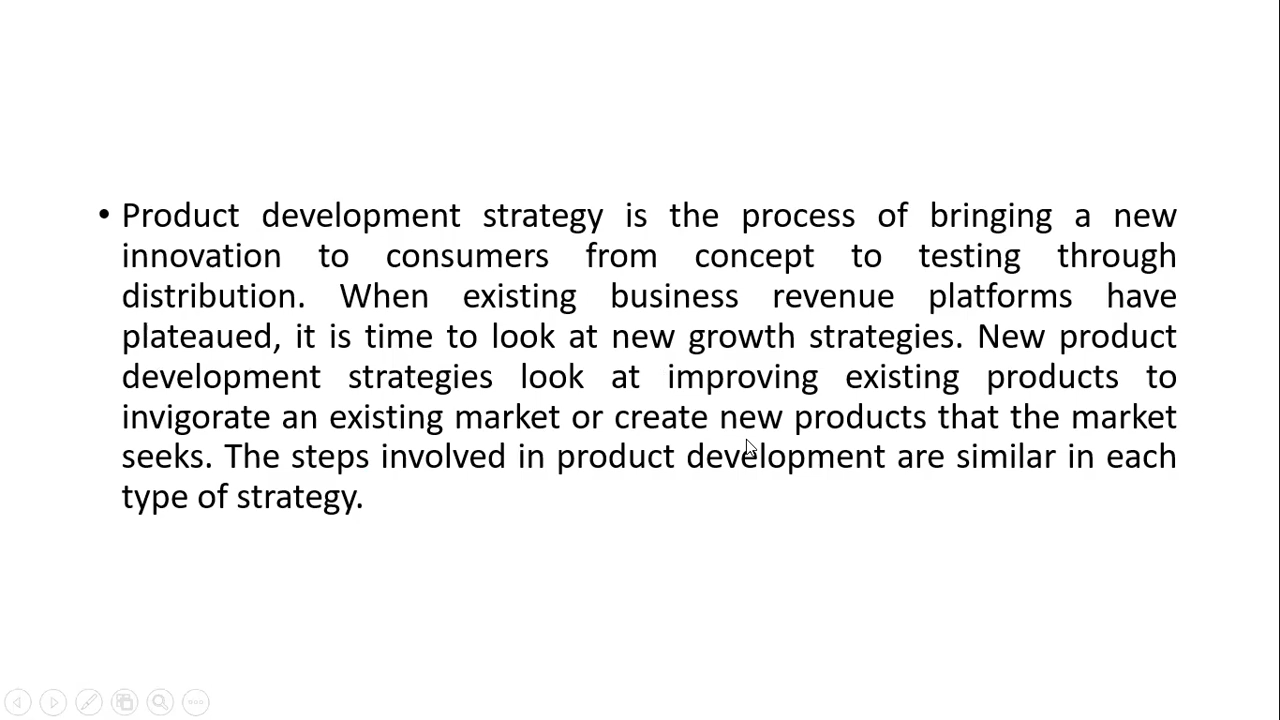 • Product development strategy is the process of bringing a new
innovation to consumers from concept to testing through
distribution. When existing business revenue platforms have
plateaued, it is time to look at new growth strategies. New product
development strategies look at improving existing products to
invigorate an existing market or create new products that the market
seeks. The steps involved in product development are similar in each
type of strategy.